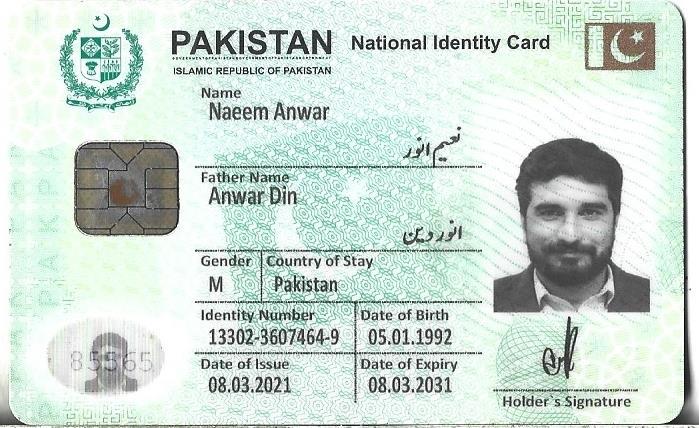 PAKISTAN National Identity Card
ISLAMIC REPUBLIC OF PAKISTAN
Name
Naeem Anwar
نعیم انور
Father Name
Anwar Din
انور دین
Gender Country of Stay
M Pakistan
Identity Number Date of Birth
13302-3607464-9 05.01.1992
Date of Issue Date of Expiry
08.03.2021 08.03.2031
Holder`s Signature